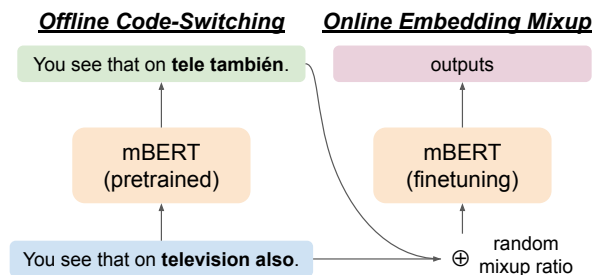 Offline Code-Switching
Online Embedding Mixup
You see that on tele también.
outputs
mBERT
(pretrained)
mBERT
(finetuning)
You see that on television also.
⊕
random
mixup ratio